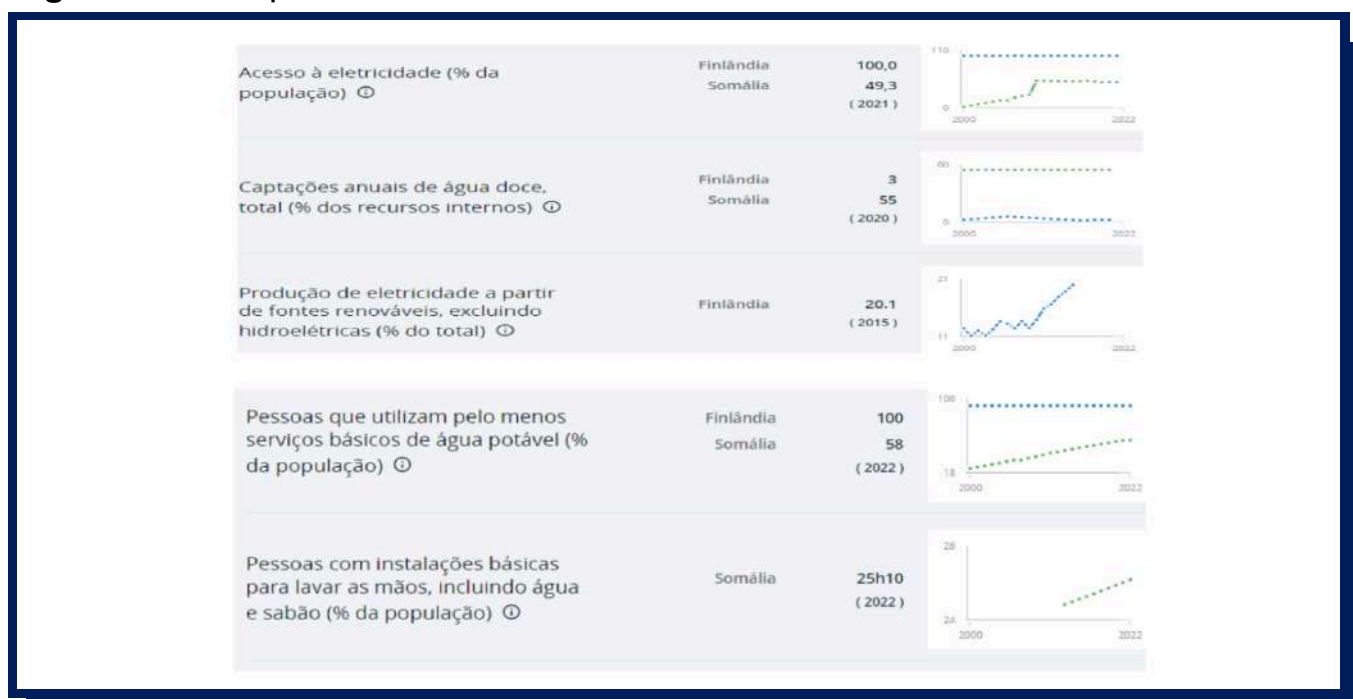 Acesso à eletricidade (% da
população) ⓘ
Finlândia 100,0
Somália 49,3
( 2021 )
110
0
2000 2022
Captações anuais de água doce,
total (% dos recursos internos) ⓘ
Finlândia 3
Somália 55
( 2020 )
60
0
2000 2022
Produção de eletricidade a partir
de fontes renováveis, excluindo
hidroelétricas (% do total) ⓘ
Finlândia 20.1
( 2015 )
21
11
2000 2022
Pessoas que utilizam pelo menos
serviços básicos de água potável (%
da população) ⓘ
Finlândia 100
Somália 58
( 2022 )
108
18
2000 2022
Pessoas com instalações básicas
para lavar as mãos, incluindo água
e sabão (% da população) ⓘ
Somália 25h10
( 2022 )
28
24
2000 2022